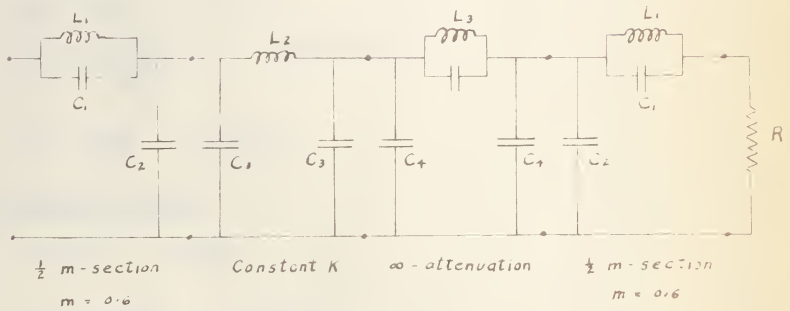 L₁
L₂
L₃
L₁
C₁
C₁
C₂
C₃
C₃
C₄
C₄
C₂
R
½ m-section
Constant K
∞-attenuation
½ m-section
m = 0.6
m = 0.6